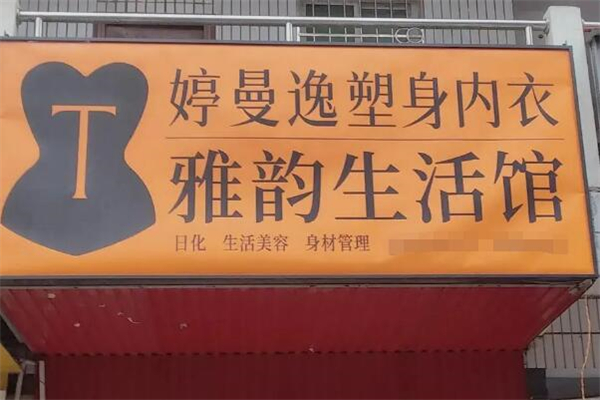 T
婷曼逸塑身内衣
雅韵生活馆
日化 生活美容 身材管理